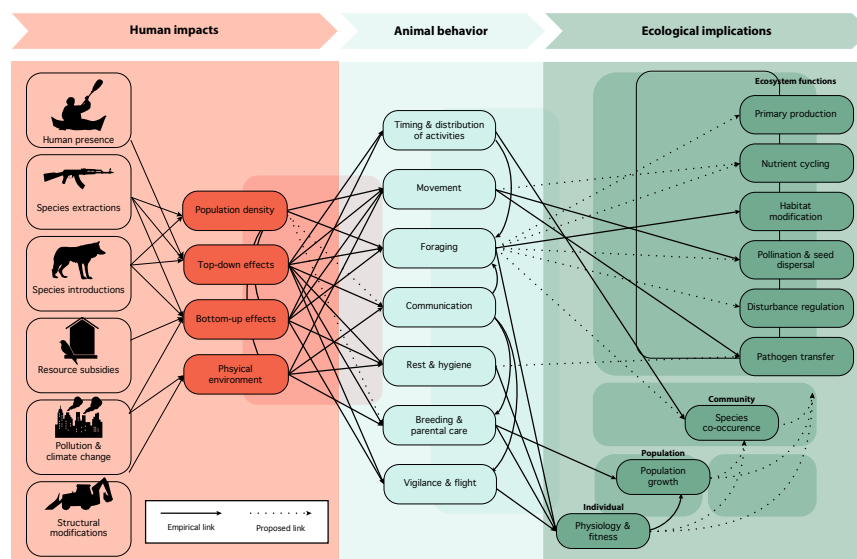 Human impacts
Animal behavior
Ecological implications
Human presence
Species extractions
Species introductions
Resource subsidies
Pollution &
climate change
Structural
modifications
Population density
Top-down effects
Bottom-up effects
Phsyical
environment
Empirical link
Proposed link
Timing & distribution
of activities
Movement
Foraging
Communication
Rest & hygiene
Breeding &
parental care
Vigilance & flight
Ecosystem functions
Primary production
Nutrient cycling
Habitat
modification
Pollination & seed
dispersal
Disturbance regulation
Pathogen transfer
Community
Species
co-occurence
Population
Population
growth
Individual
Physiology &
fitness